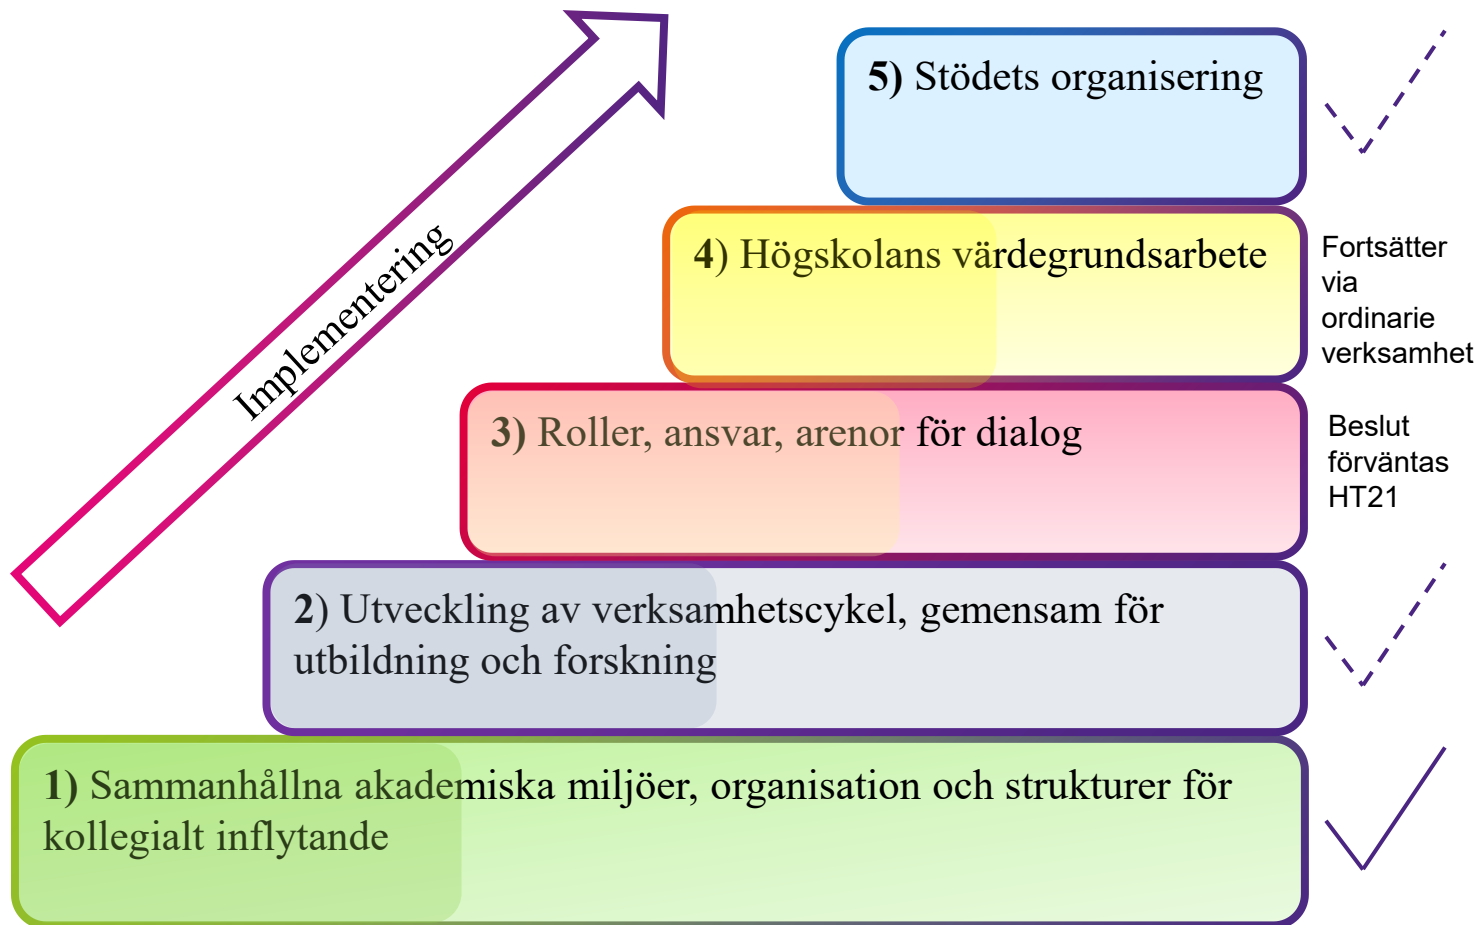 5) Stödets organisering
4) Högskolans värdegrundsarbete
Fortsätter
via
ordinarie
verksamhet
Implementering
3) Roller, ansvar, arenor för dialog
Beslut
förväntas
HT21
2) Utveckling av verksamhetscykel, gemensam för
utbildning och forskning
1) Sammanhållna akademiska miljöer, organisation och strukturer för
kollegialt inflytande